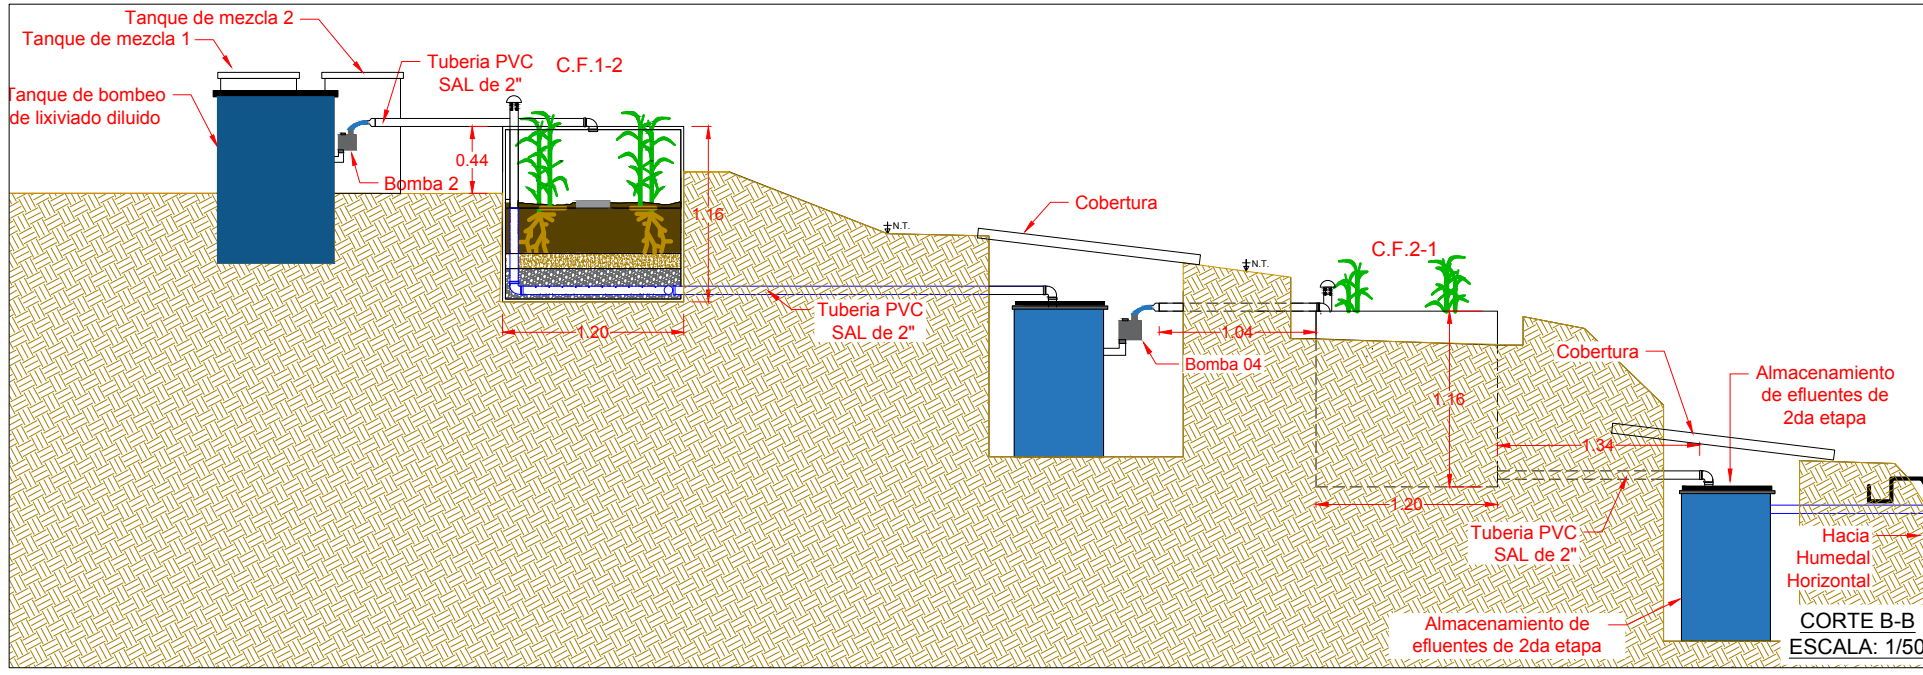 Tanque de mezcla 2
Tanque de mezcla 1
Tanque de bombeo
de lixiviado diluido
Tuberia PVC
SAL de 2"
C.F.1-2
0.44
Bomba 2
1.16
1.20
N.T.
Cobertura
Tuberia PVC
SAL de 2"
N.T.
C.F.2-1
1.04
Bomba 04
1.16
1.20
Cobertura
Almacenamiento
de efluentes de
2da etapa
1.34
Tuberia PVC
SAL de 2"
Hacia
Humedal
Horizontal
Almacenamiento de
efluentes de 2da etapa
CORTE B-B
ESCALA: 1/50